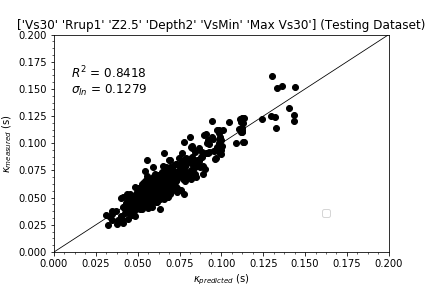 ['Vs30' 'Rrup1' 'Z2.5' 'Depth2' 'VsMin' 'Max Vs30'] (Testing Dataset)
0.200
0.175
0.150
0.125
0.100
0.075
0.050
0.025
0.000
κmeasured (s)
R² = 0.8418
σln = 0.1279
0.000 0.025 0.050 0.075 0.100 0.125 0.150 0.175 0.200
κpredicted (s)